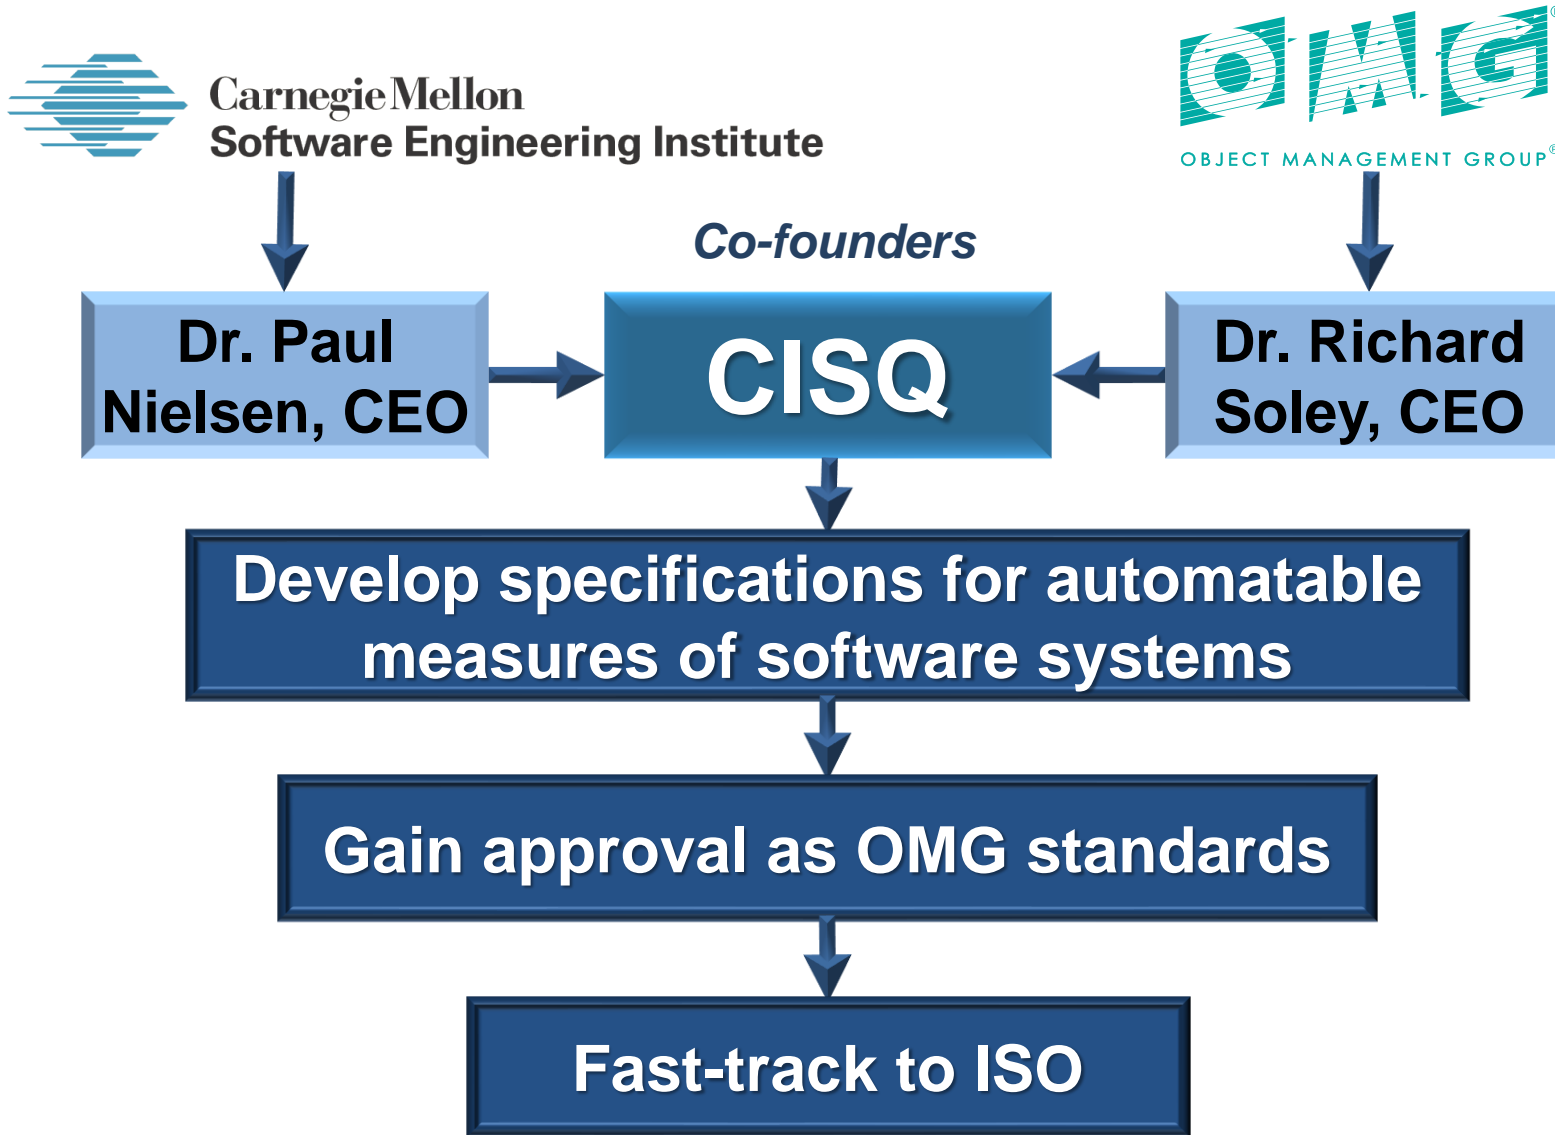 Carnegie Mellon
Software Engineering Institute
OMG®
OBJECT MANAGEMENT GROUP®
Co-founders
Dr. Paul
Nielsen, CEO
CISQ
Dr. Richard
Soley, CEO
Develop specifications for automatable
measures of software systems
Gain approval as OMG standards
Fast-track to ISO